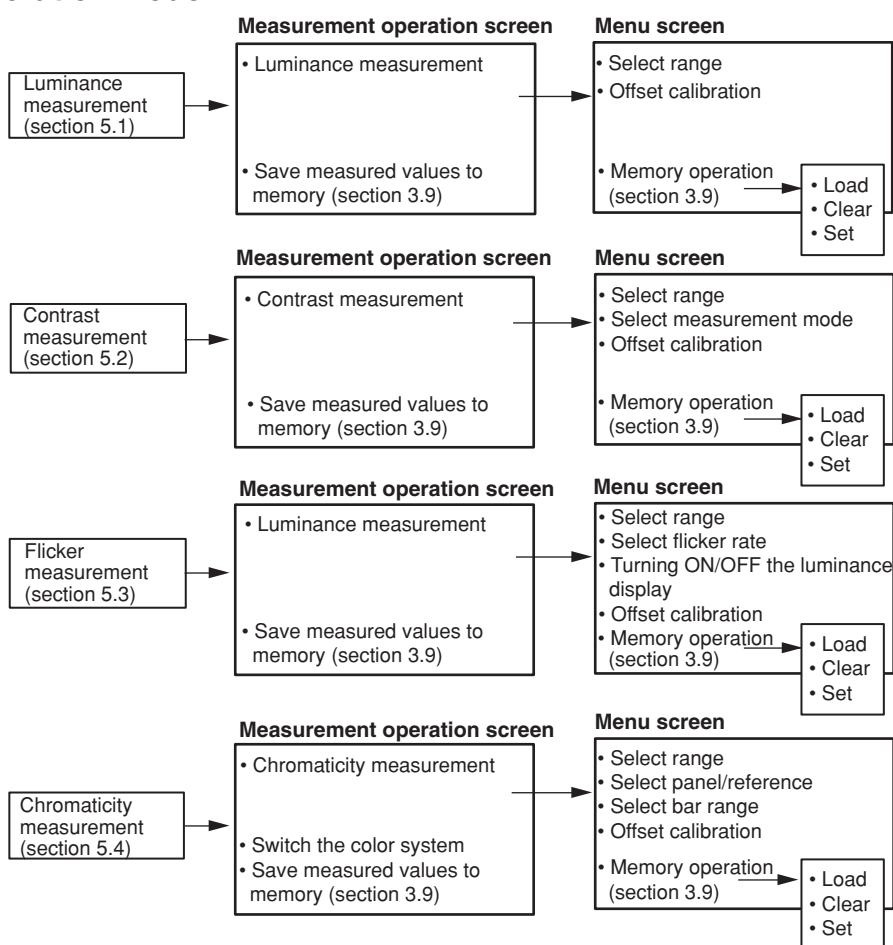 Measurement operation screen
Menu screen
Luminance
measurement
(section 5.1)
• Luminance measurement
• Save measured values to
memory (section 3.9)
• Select range
• Offset calibration
• Memory operation
(section 3.9)
• Load
• Clear
• Set
Measurement operation screen
Menu screen
Contrast
measurement
(section 5.2)
• Contrast measurement
• Save measured values to
memory (section 3.9)
• Select range
• Select measurement mode
• Offset calibration
• Memory operation
(section 3.9)
• Load
• Clear
• Set
Measurement operation screen
Menu screen
Flicker
measurement
(section 5.3)
• Luminance measurement
• Save measured values to
memory (section 3.9)
• Select range
• Select flicker rate
• Turning ON/OFF the luminance
display
• Offset calibration
• Memory operation
(section 3.9)
• Load
• Clear
• Set
Measurement operation screen
Menu screen
Chromaticity
measurement
(section 5.4)
• Chromaticity measurement
• Switch the color system
• Save measured values to
memory (section 3.9)
• Select range
• Select panel/reference
• Select bar range
• Offset calibration
• Memory operation
(section 3.9)
• Load
• Clear
• Set